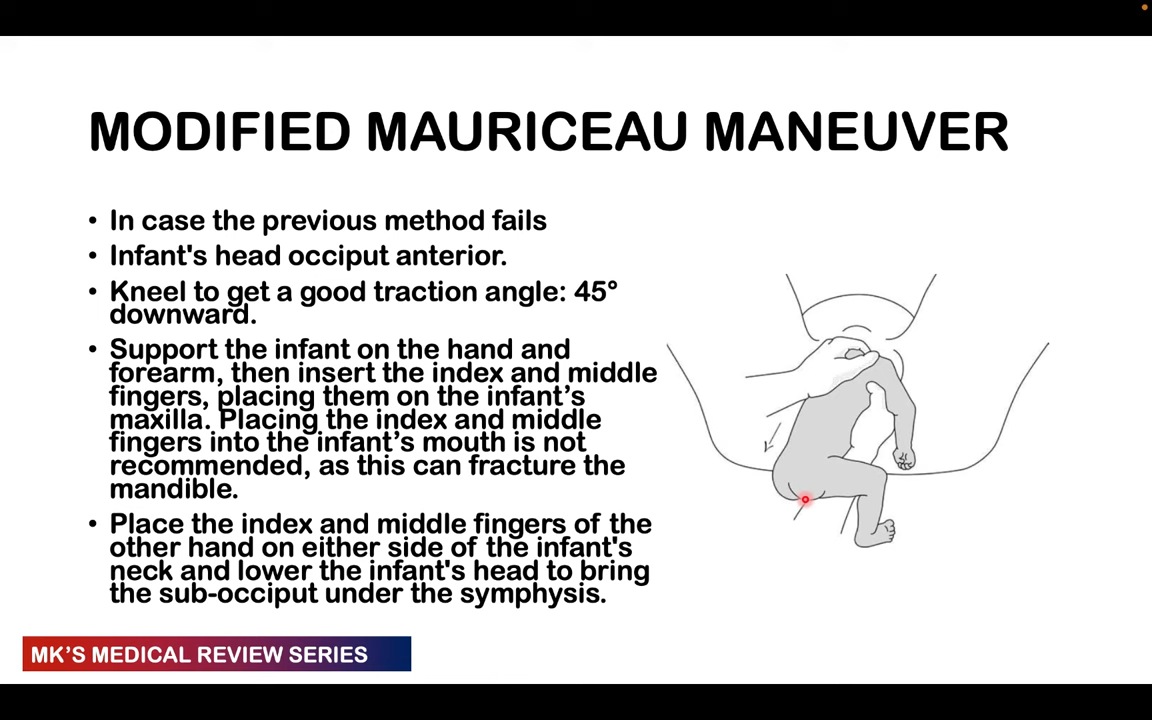 MODIFIED MAURICEAU MANEUVER
• In case the previous method fails
• Infant's head occiput anterior.
• Kneel to get a good traction angle: 45°
downward.
• Support the infant on the hand and
forearm, then insert the index and middle
fingers, placing them on the infant’s
maxilla. Placing the index and middle
fingers into the infant’s mouth is not
recommended, as this can fracture the
mandible.
• Place the index and middle fingers of the
other hand on either side of the infant's
neck and lower the infant's head to bring
the sub-occiput under the symphysis.
MK’S MEDICAL REVIEW SERIES